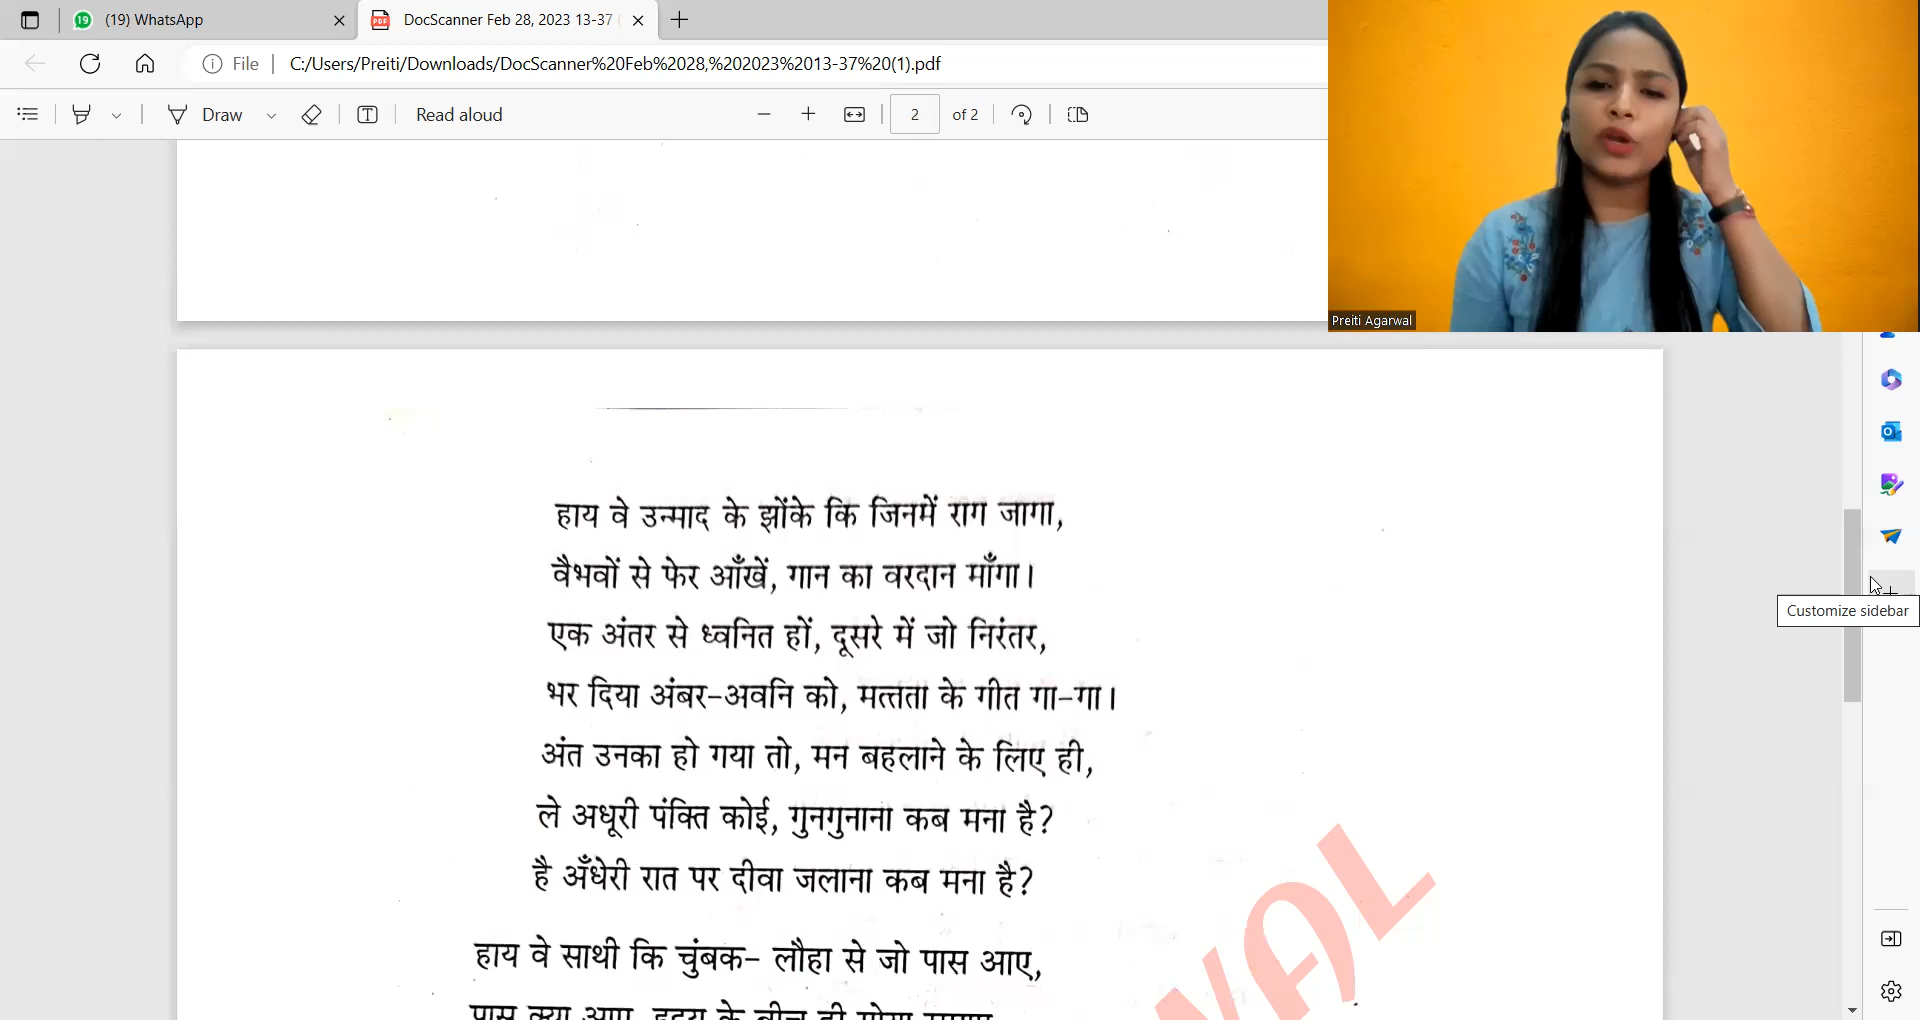 19 (19) WhatsApp
PDF DocScanner Feb 28, 2023 13-37 (
File C:/Users/Preiti/Downloads/DocScanner%20Feb%2028,%202023%2013-37%20(1).pdf
Draw T Read aloud 2 of 2
Preiti Agarwal
हाय वे उन्माद के झोंके कि जिनमें राग जागा,
वैभवों से फेर आँखें, गान का वरदान माँगा।
एक अंतर से ध्वनित हों, दूसरे में जो निरंतर,
भर दिया अंबर-अवनि को, मत्तता के गीत गा-गा।
अंत उनका हो गया तो, मन बहलाने के लिए ही,
ले अधूरी पंक्ति कोई, गुनगुनाना कब मना है?
है अँधेरी रात पर दीवा जलाना कब मना है?
हाय वे साथी कि चुंबक- लौहा से जो पास आए,
Customize sidebar
WAL